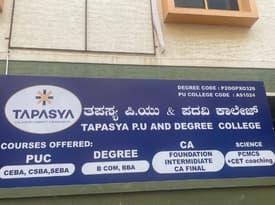 DEGREE CODE : P2GOPXO326
PU COLLEGE CODE : AS1024
TAPASYA
ತಪಸ್ಯ ಪಿ.ಯು & ಪದವಿ ಕಾಲೇಜ್
TAPASYA P.U AND DEGREE COLLEGE
COURSES OFFERED:
PUC
CEBA, CSBA,SEBA
DEGREE
B COM, BBA
CA
FOUNDATION
INTERMIDIATE
CA FINAL
SCIENCE
PCMCS
+CET coaching